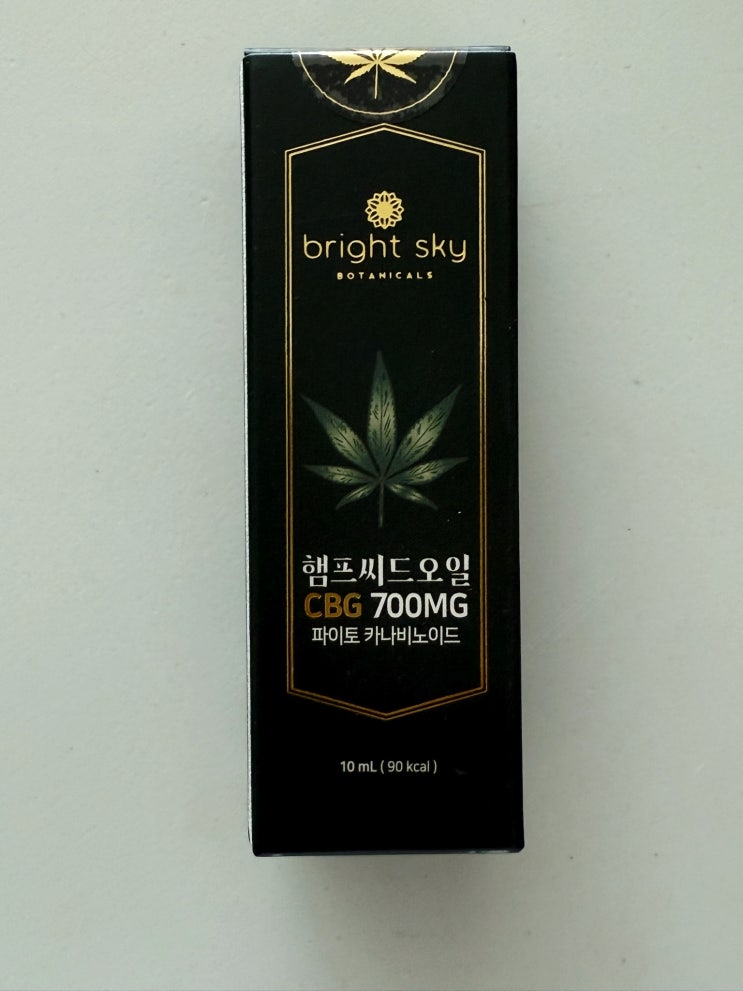 bright sky
BOTANICALS
햄프씨드오일
CBG 700MG
파이토 카나비노이드
10 mL ( 90 kcal )